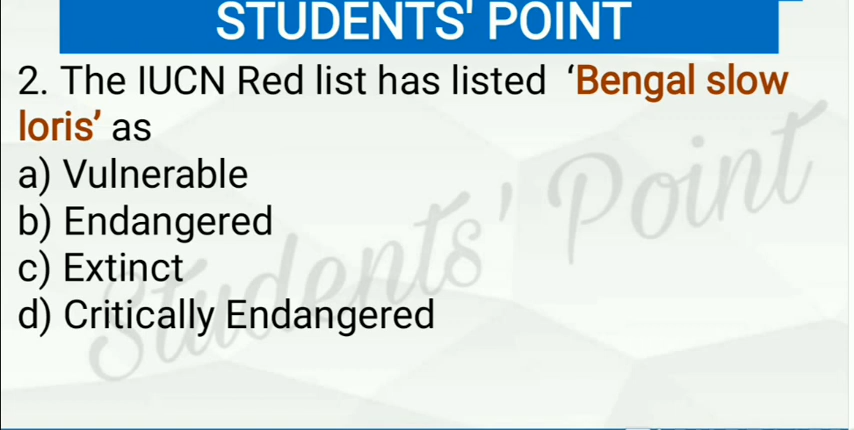 STUDENTS' POINT
2. The IUCN Red list has listed ‘Bengal slow
loris’ as
a) Vulnerable
b) Endangered
c) Extinct
d) Critically Endangered
Students' Point